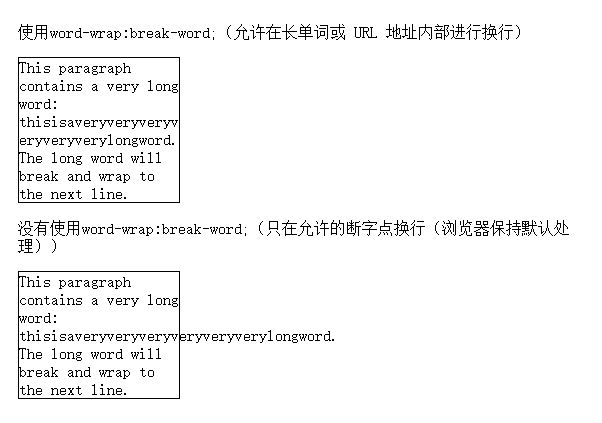 使用word-wrap:break-word;（允许在长单词或 URL 地址内部进行换行）
This paragraph
contains a very long
word:
thisisaveryveryveryv
eryveryverylongword.
The long word will
break and wrap to
the next line.
没有使用word-wrap:break-word;（只在允许的断字点换行（浏览器保持默认处
理））
This paragraph
contains a very long
word:
thisisaveryveryveryveryveryverylongword.
The long word will
break and wrap to
the next line.